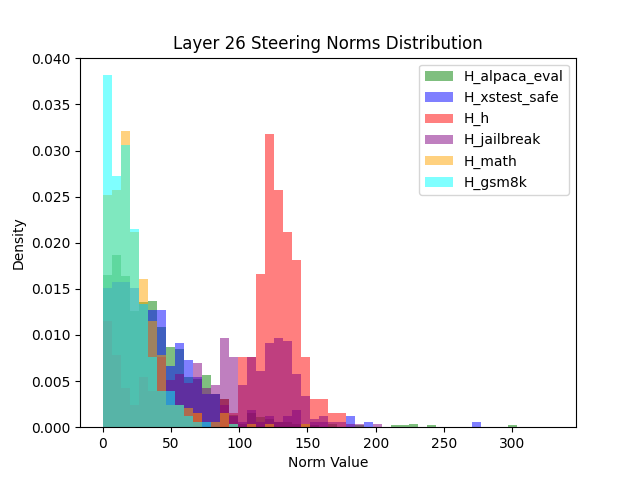 Layer 26 Steering Norms Distribution
0.040
0.035
0.030
0.025
0.020
0.015
0.010
0.005
0.000
Density
H_alpaca_eval
H_xstest_safe
H_h
H_jailbreak
H_math
H_gsm8k
0 50 100 150 200 250 300
Norm Value